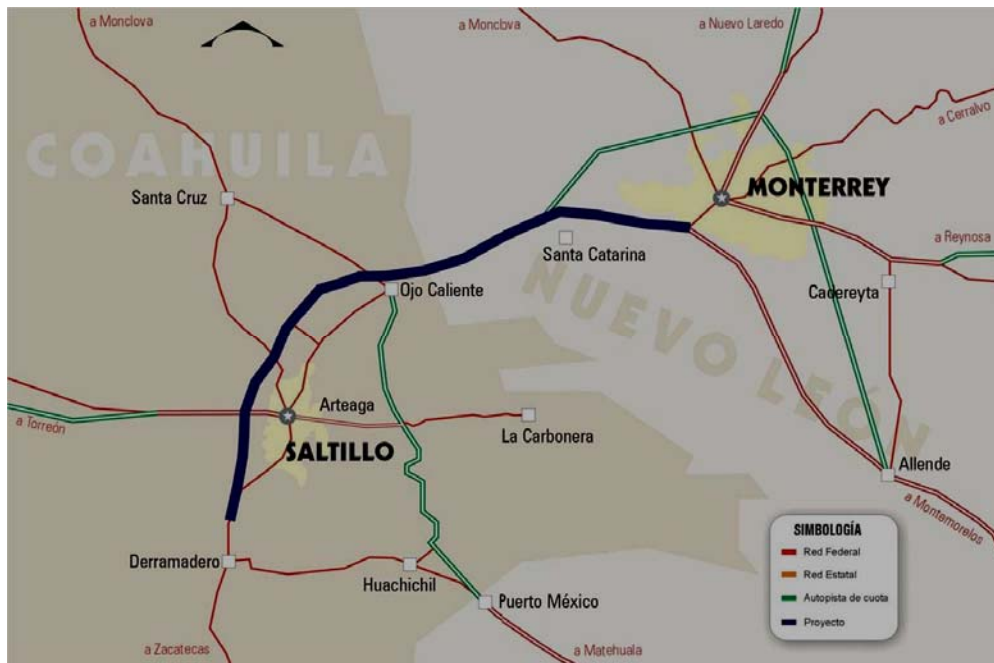 a Monclova
a Monclova
a Nuevo Laredo
a Cerralvo
COAHUILA
Santa Cruz
MONTERREY
Santa Catarina
a Reynosa
Ojo Caliente
Cadereyta
NUEVO LEÓN
Arteaga
a Torreón
La Carbonera
SALTILLO
Allende
a Montemorelos
Derramadero
Huachichil
Puerto México
a Zacatecas
a Matehuala
SIMBOLOGÍA
Red Federal
Red Estatal
Autopista de cuota
Proyecto